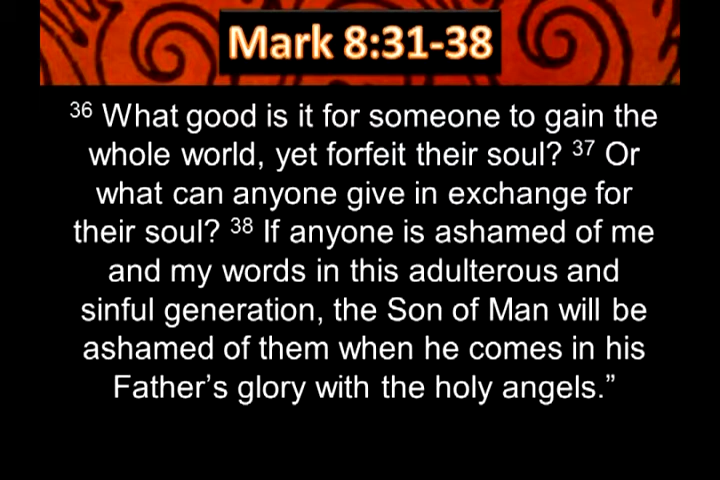 Mark 8:31-38
36 What good is it for someone to gain the
whole world, yet forfeit their soul? 37 Or
what can anyone give in exchange for
their soul? 38 If anyone is ashamed of me
and my words in this adulterous and
sinful generation, the Son of Man will be
ashamed of them when he comes in his
Father’s glory with the holy angels.”